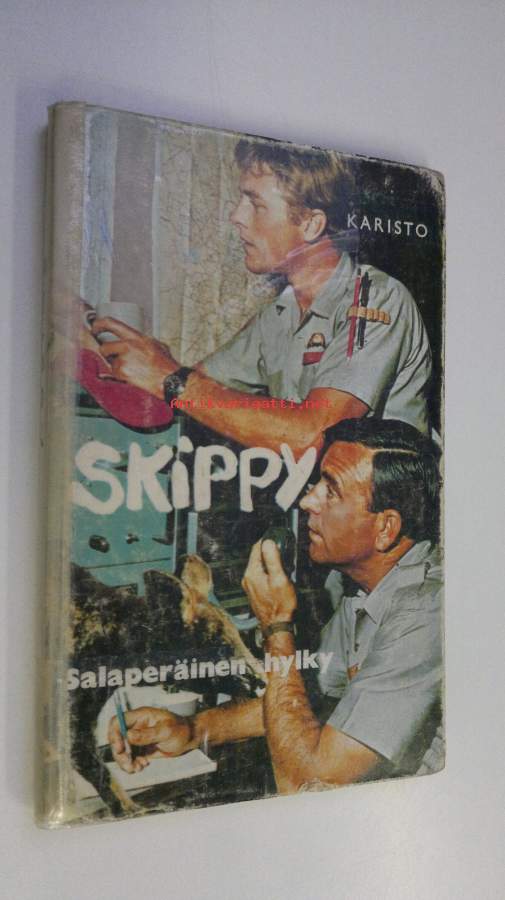 KARISTO
Antikvariaatti.net
SKiPPY
Salaperäinen hylky